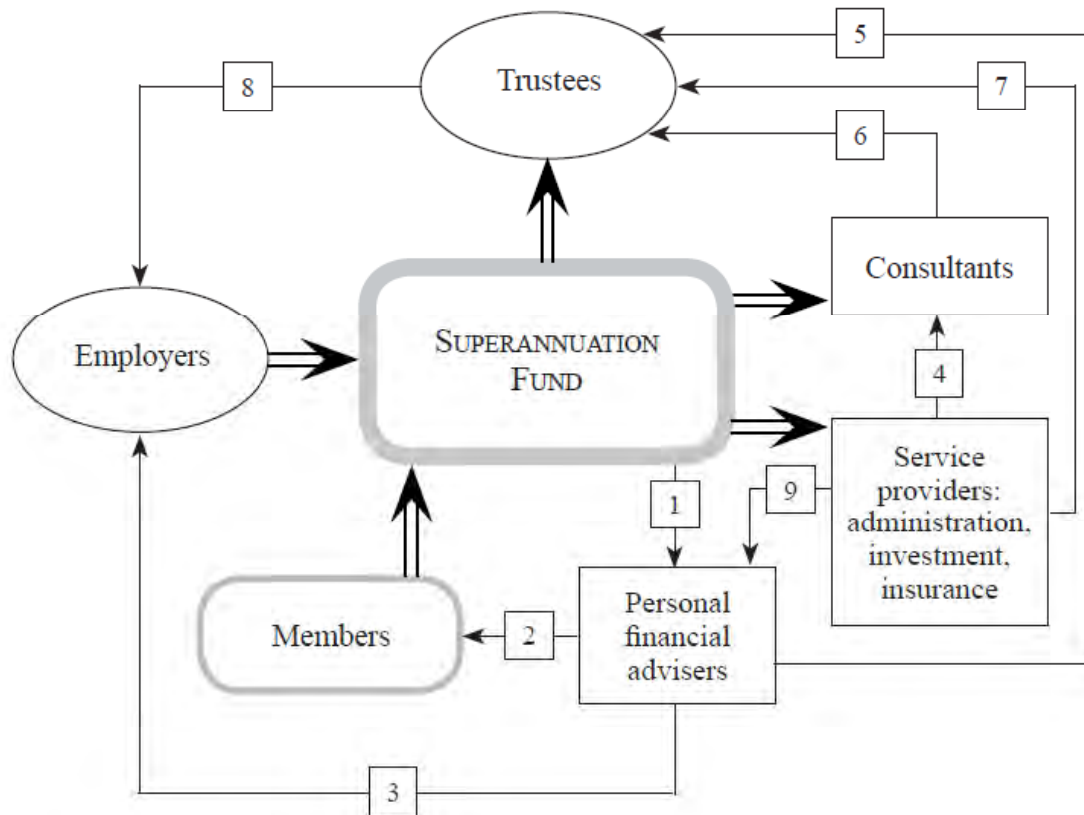 5
Trustees
8
7
6
Consultants
SUPERANNUATION
FUND
Employers
4
Service
providers:
administration,
investment,
insurance
9
1
Personal
financial
advisers
Members
2
3